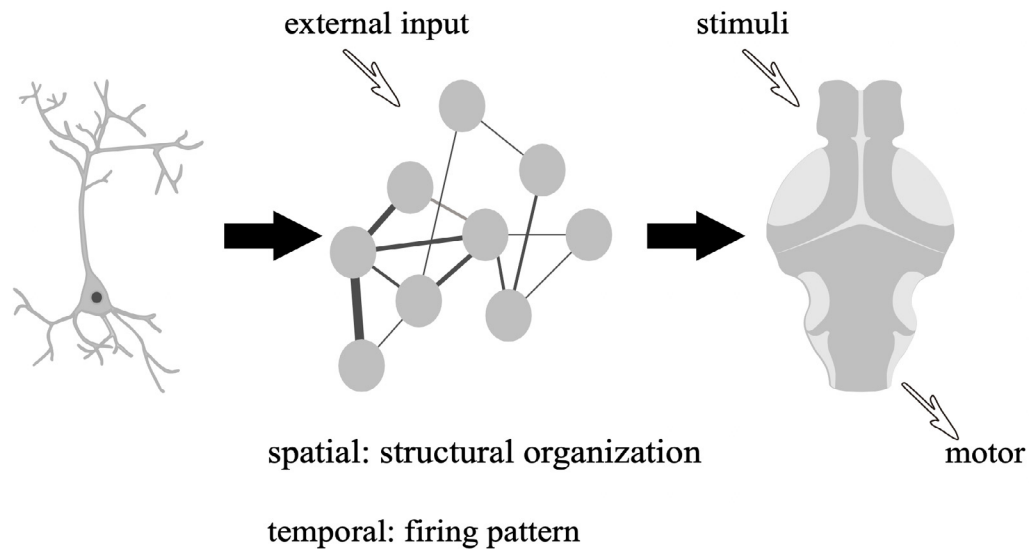 external input
stimuli
motor
spatial: structural organization
temporal: firing pattern